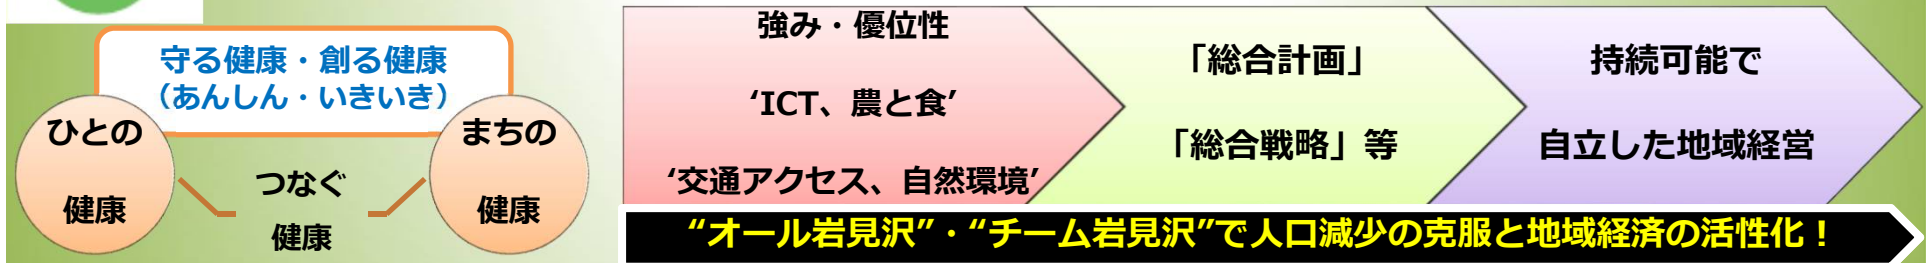 守る健康・創る健康
（あんしん・いきいき）
ひとの
健康
つなぐ
健康
まちの
健康
強み・優位性
‘ICT、農と食’
‘交通アクセス、自然環境’
「総合計画」
「総合戦略」等
持続可能で
自立した地域経営
“オール岩見沢”・“チーム岩見沢”で人口減少の克服と地域経済の活性化！